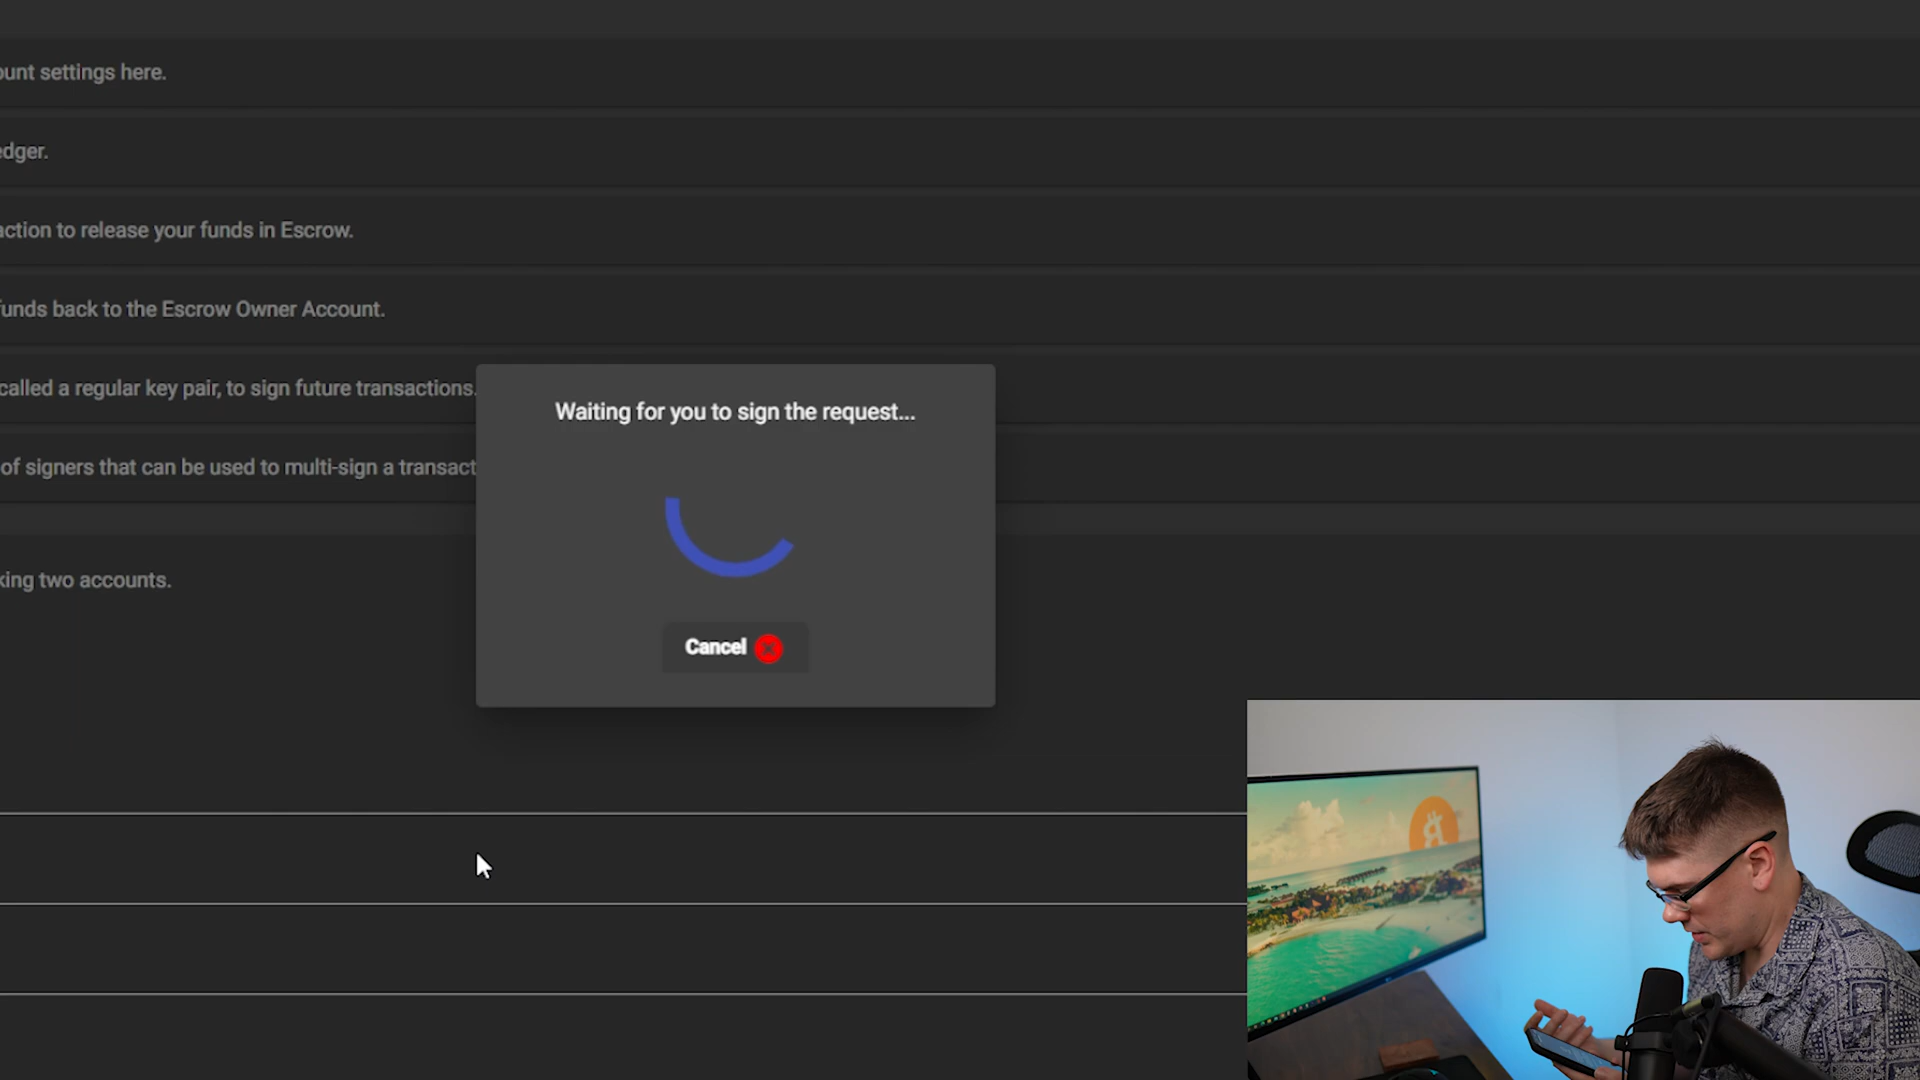 ount settings here.
edger.
action to release your funds in Escrow.
funds back to the Escrow Owner Account.
called a regular key pair, to sign future transactions.
of signers that can be used to multi-sign a transact
king two accounts.
Waiting for you to sign the request...
Cancel